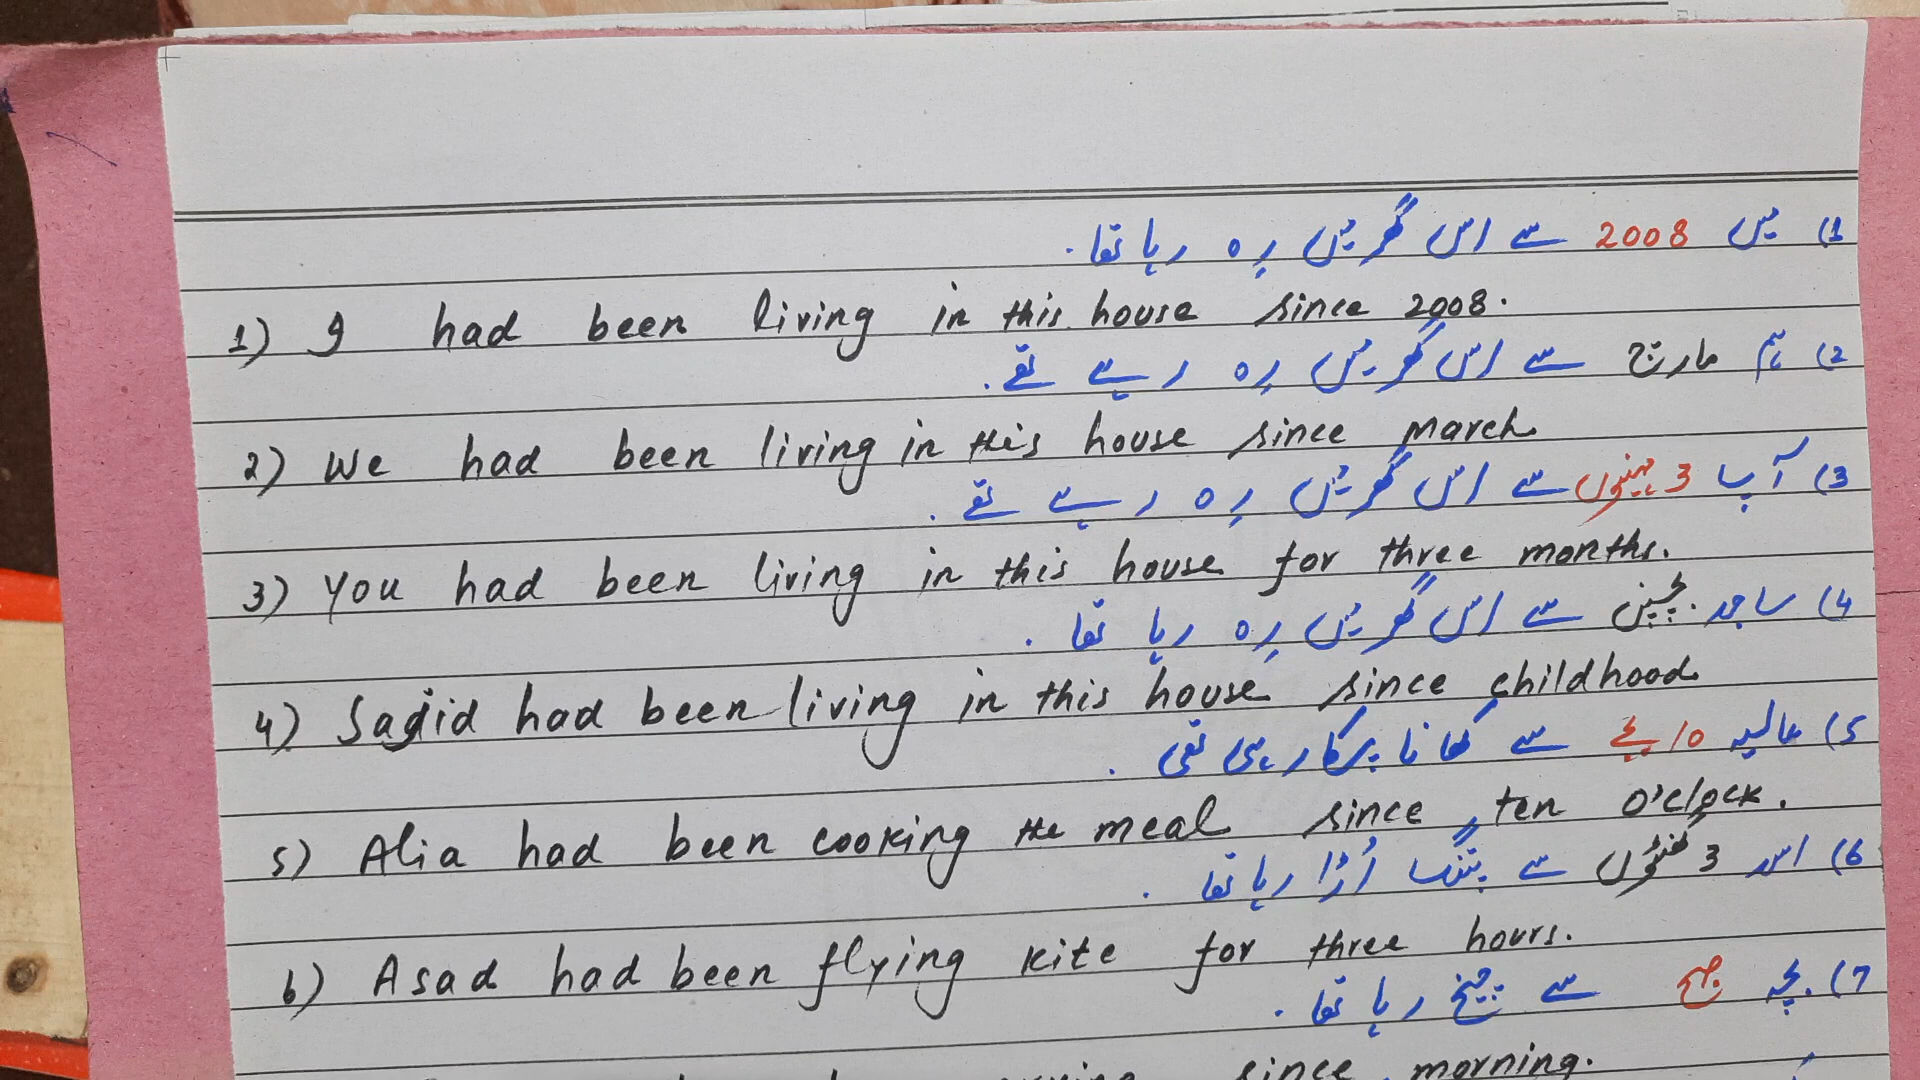 1) میں 2008 سے اس گھر میں رہ رہا تھا.
1) I had been living in this house since 2008.
2) ہم مارچ سے اس گھر میں رہ رہے تھے.
2) We had been living in this house since march
3) آپ 3 مہینوں سے اس گھر میں رہ رہے تھے.
3) You had been living in this house for three months.
4) ساجد بچپن سے اس گھر میں رہ رہا تھا.
4) Sajid had been living in this house since childhood.
5) عالیہ 10 بجے سے کھانا پکا رہی تھی.
5) Alia had been cooking the meal since ten o'clock.
6) اسد 3 گھنٹوں سے پتنگ اُڑا رہا تھا.
6) Asad had been flying kite for three hours.
7) بچہ صبح سے چیخ رہا تھا.
since morning.